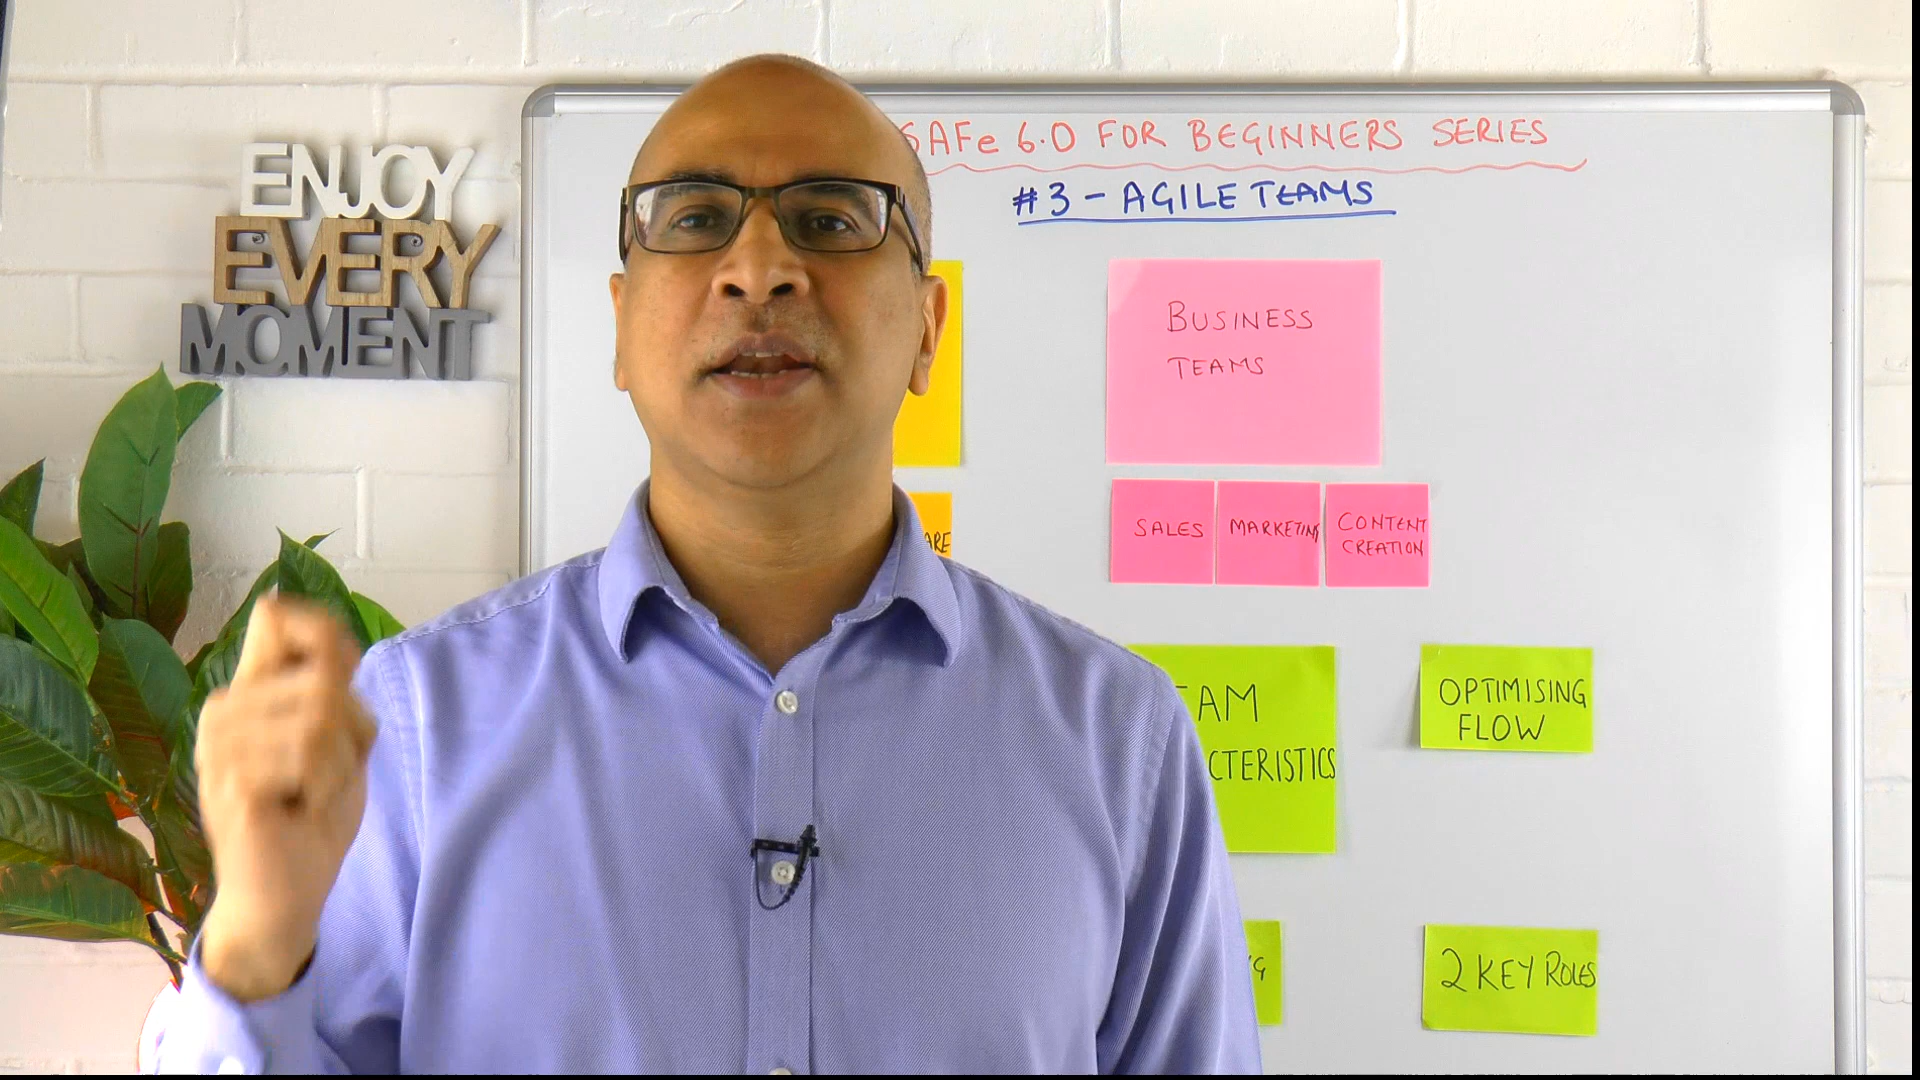 ENJOY
EVERY
MOMENT
SAFe 6.0 FOR BEGINNERS SERIES
#3 - AGILE TEAMS
BUSINESS
TEAMS
SALES
MARKETING
CONTENT
CREATION
OPTIMISING
FLOW
2 KEY ROLES